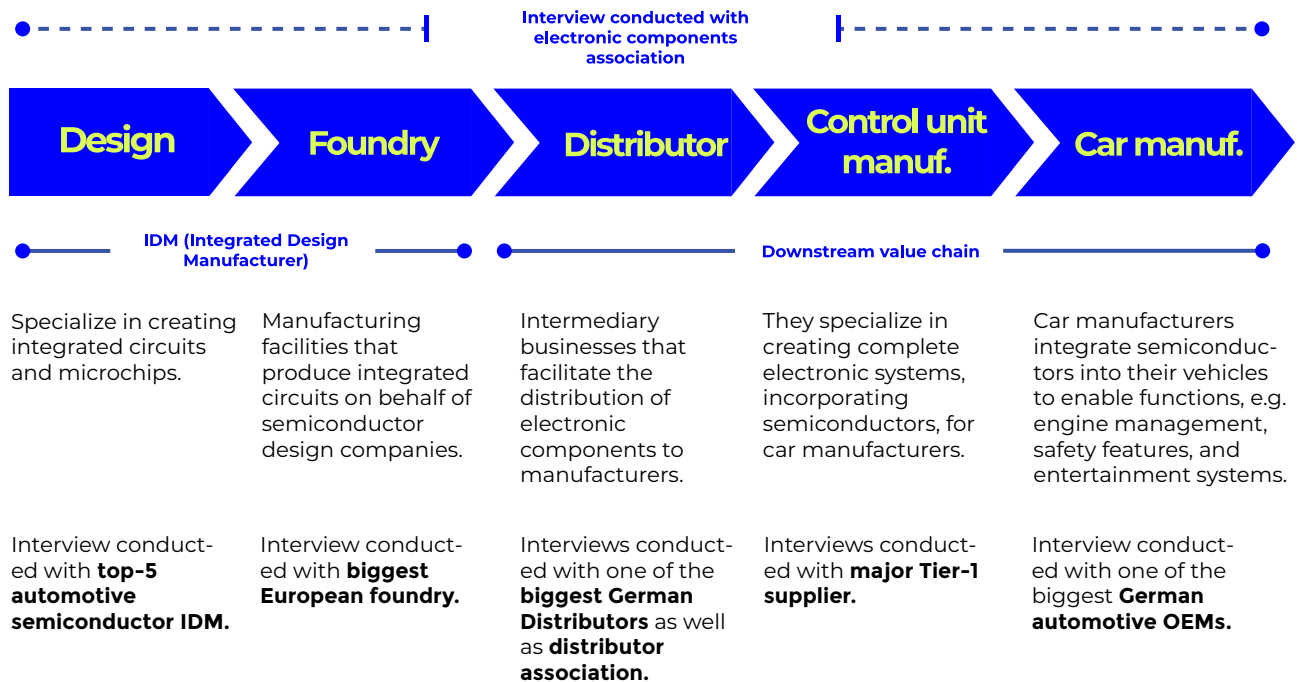 Interview conducted with
electronic components
association
Design
Foundry
Distributor
Control unit
manuf.
Car manuf.
IDM (Integrated Design
Manufacturer)
Downstream value chain
Specialize in creating
integrated circuits
and microchips.
Manufacturing
facilities that
produce integrated
circuits on behalf of
semiconductor
design companies.
Intermediary
businesses that
facilitate the
distribution of
electronic
components to
manufacturers.
They specialize in
creating complete
electronic systems,
incorporating
semiconductors, for
car manufacturers.
Car manufacturers
integrate semiconduc-
tors into their vehicles
to enable functions, e.g.
engine management,
safety features, and
entertainment systems.
Interview conduct-
ed with top-5
automotive
semiconductor IDM.
Interview conduct-
ed with biggest
European foundry.
Interviews conduct-
ed with one of the
biggest German
Distributors as well
as distributor
association.
Interviews conduct-
ed with major Tier-1
supplier.
Interview conduct-
ed with one of the
biggest German
automotive OEMs.